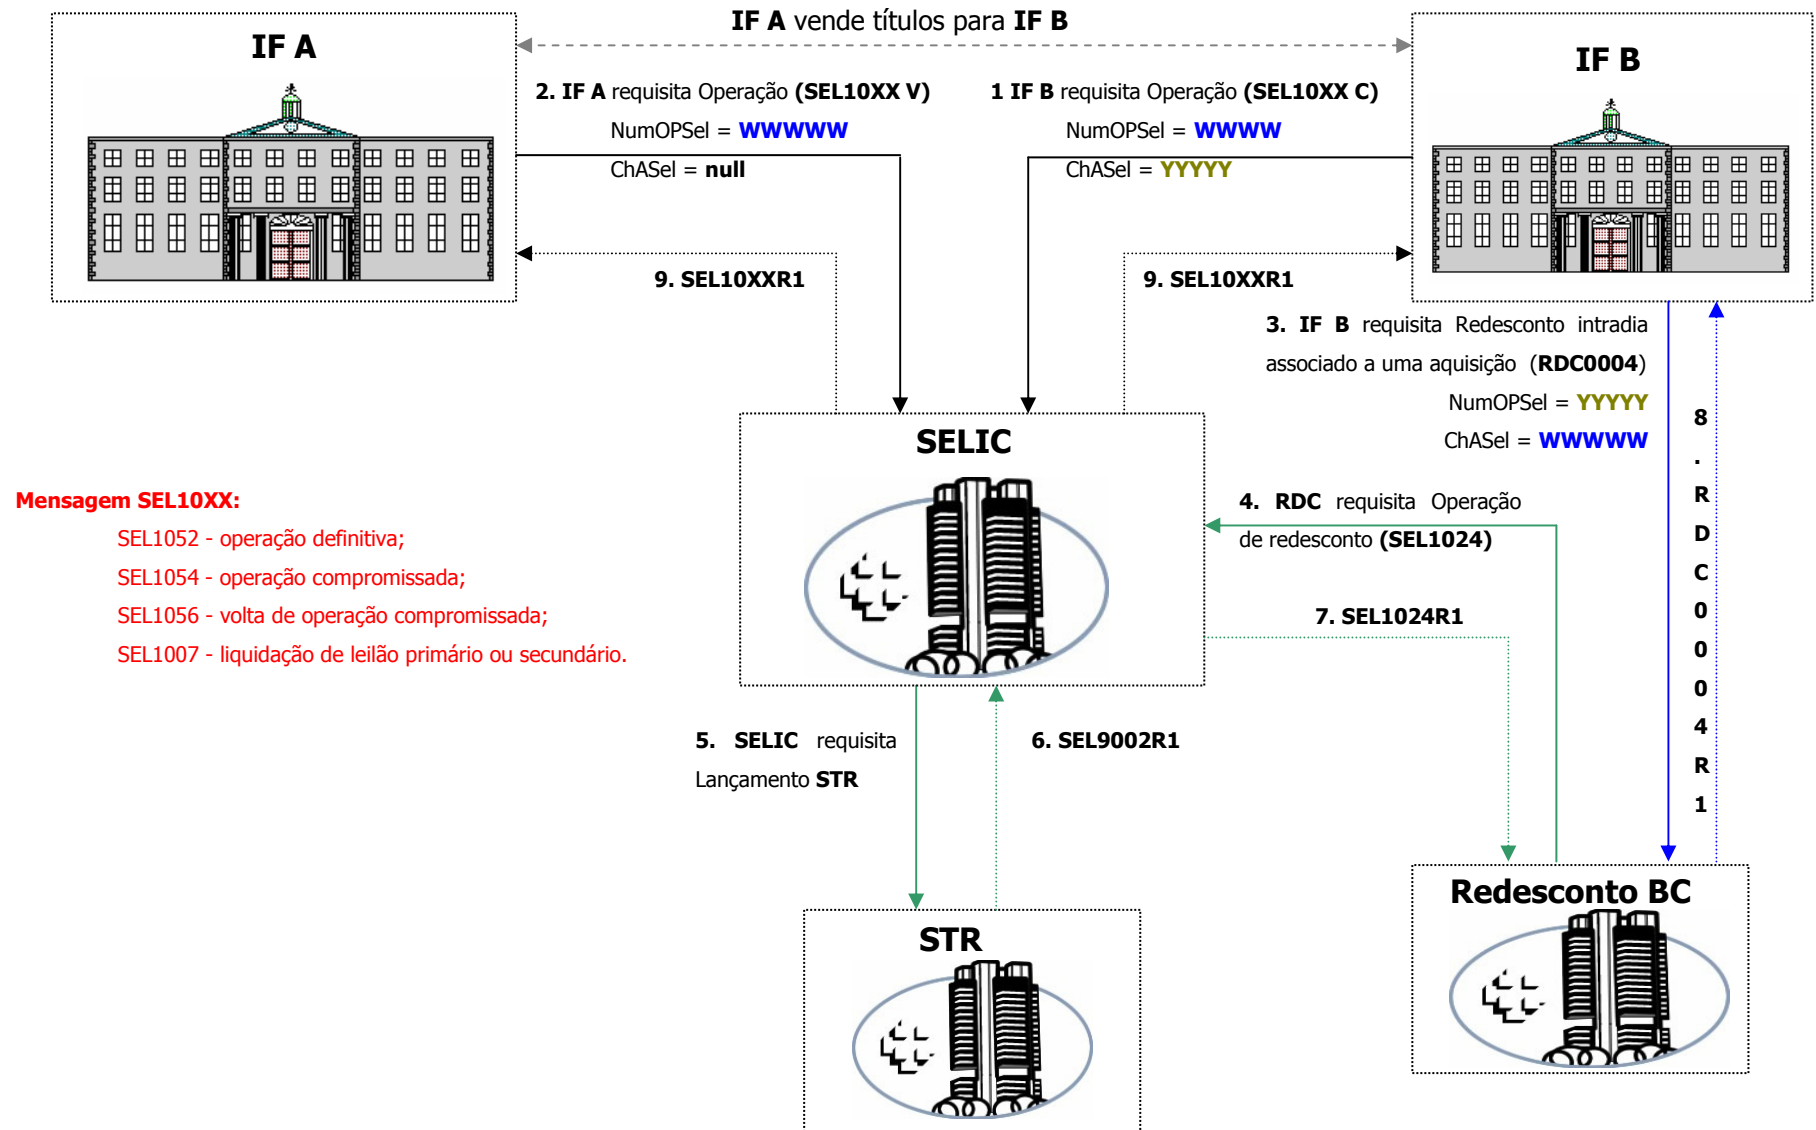 IF A vende títulos para IF B
IF A
IF B
2. IF A requisita Operação (SEL10XX V)
NumOPSel = WWWWW
ChASel = null
1 IF B requisita Operação (SEL10XX C)
NumOPSel = WWWW
ChASel = YYYYY
9. SEL10XXR1
9. SEL10XXR1
3. IF B requisita Redesconto intradia
associado a uma aquisição (RDC0004)
NumOPSel = YYYYY
ChASel = WWWWW
8. RDC0004R1
SELIC
4. RDC requisita Operação
de redesconto (SEL1024)
Mensagem SEL10XX:
SEL1052 - operação definitiva;
SEL1054 - operação compromissada;
SEL1056 - volta de operação compromissada;
SEL1007 - liquidação de leilão primário ou secundário.
7. SEL1024R1
5. SELIC requisita
Lançamento STR
6. SEL9002R1
Redesconto BC
STR